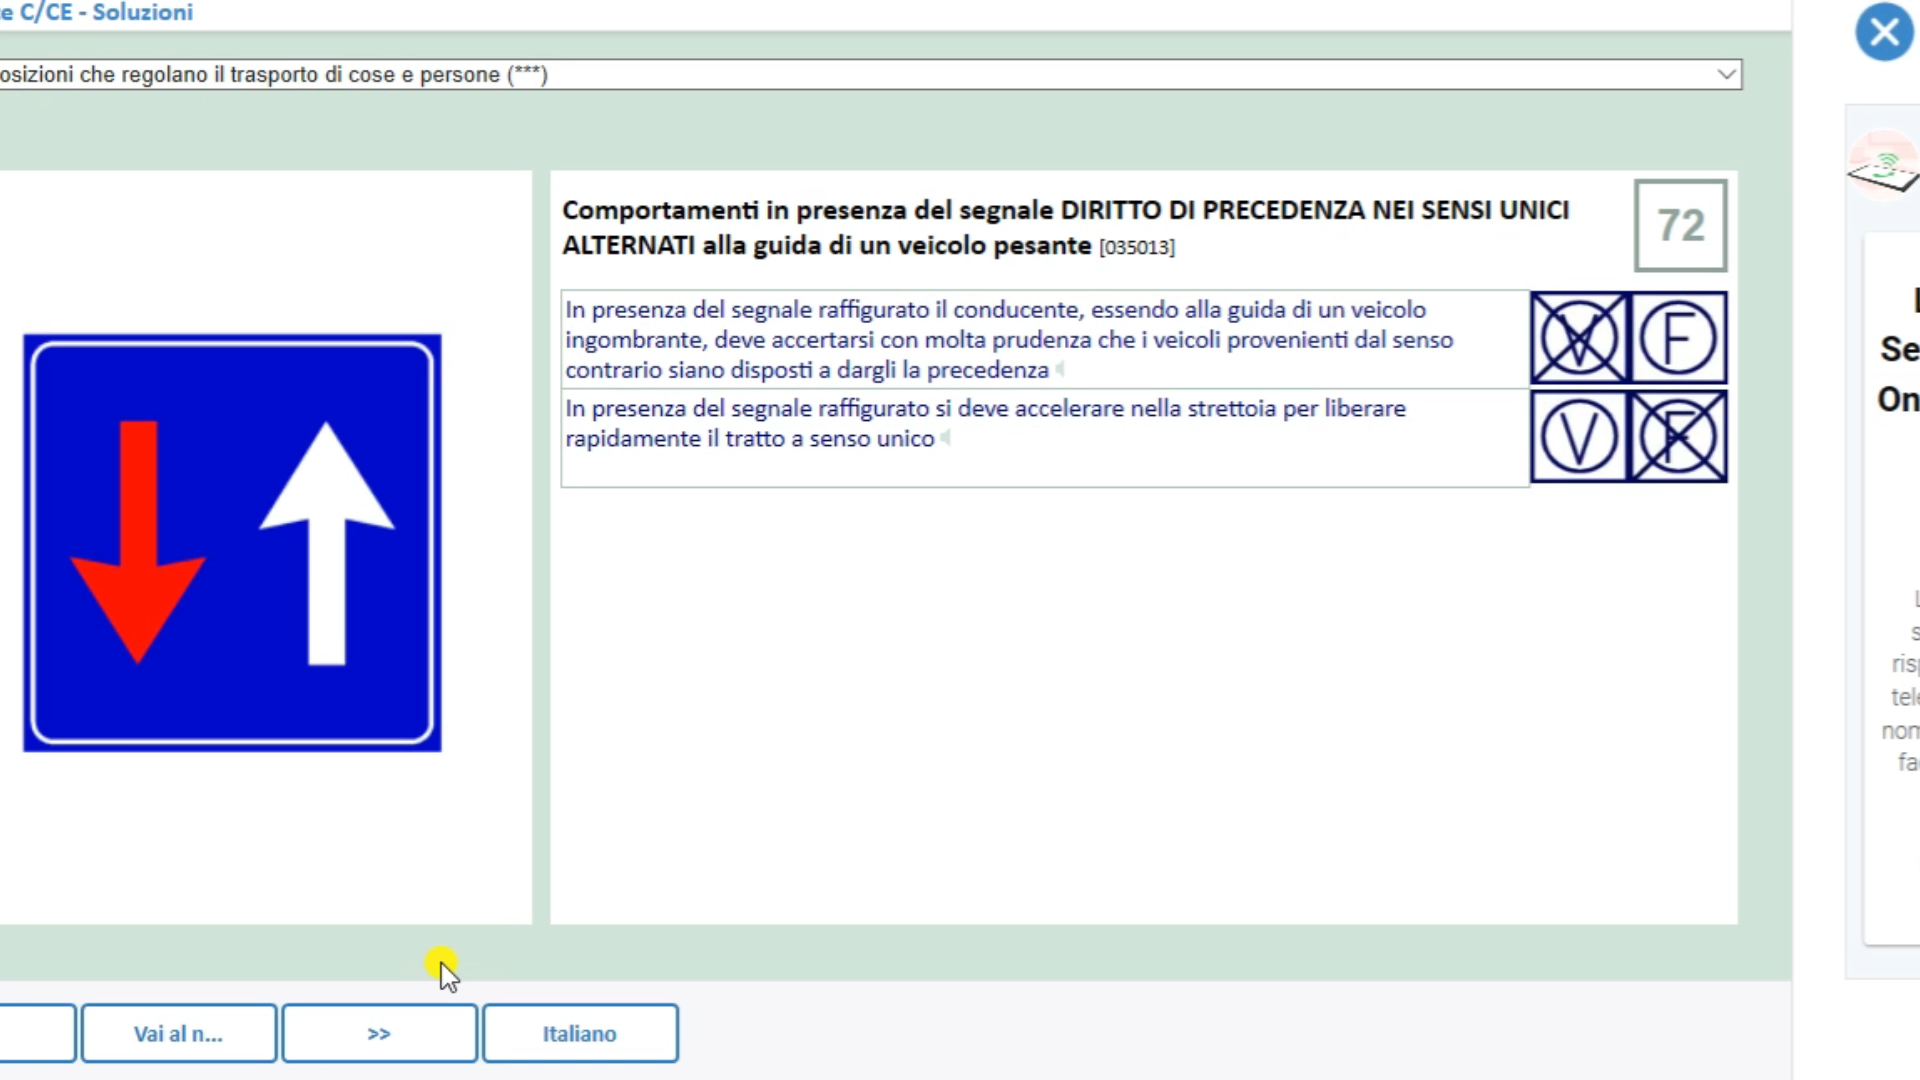 e C/CE - Soluzioni
osizioni che regolano il trasporto di cose e persone (***)
Comportamenti in presenza del segnale DIRITTO DI PRECEDENZA NEI SENSI UNICI
ALTERNATI alla guida di un veicolo pesante [035013]
72
In presenza del segnale raffigurato il conducente, essendo alla guida di un veicolo
ingombrante, deve accertarsi con molta prudenza che i veicoli provenienti dal senso
contrario siano disposti a dargli la precedenza
V F
In presenza del segnale raffigurato si deve accelerare nella strettoia per liberare
rapidamente il tratto a senso unico
V F
Se
On
s
ris
tele
nom
fa
Vai al n...
>>
Italiano